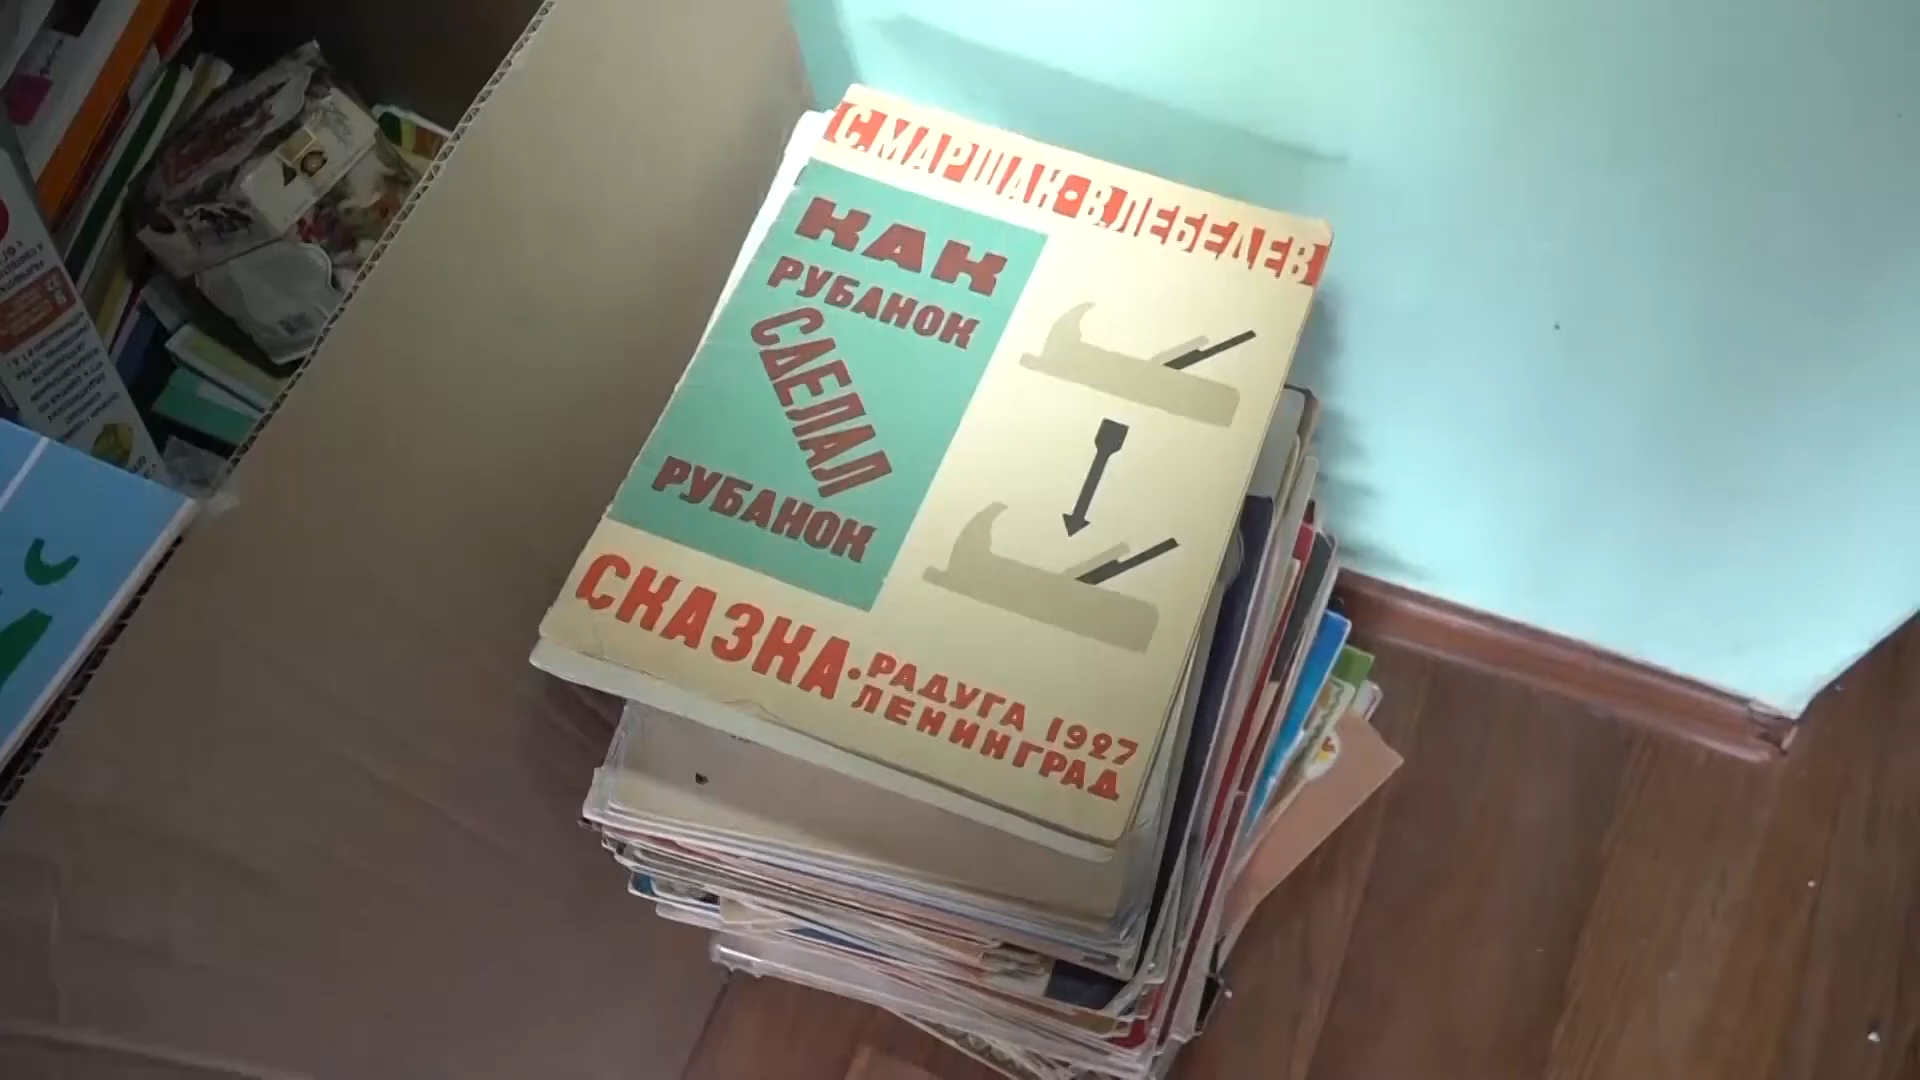 С.МАРШАК·В.ЛЕБЕДЕВ
КАК
РУБАНОК
СДЕЛАЛ
РУБАНОК
СКАЗКА·РАДУГА 1927
ЛЕНИНГРАД